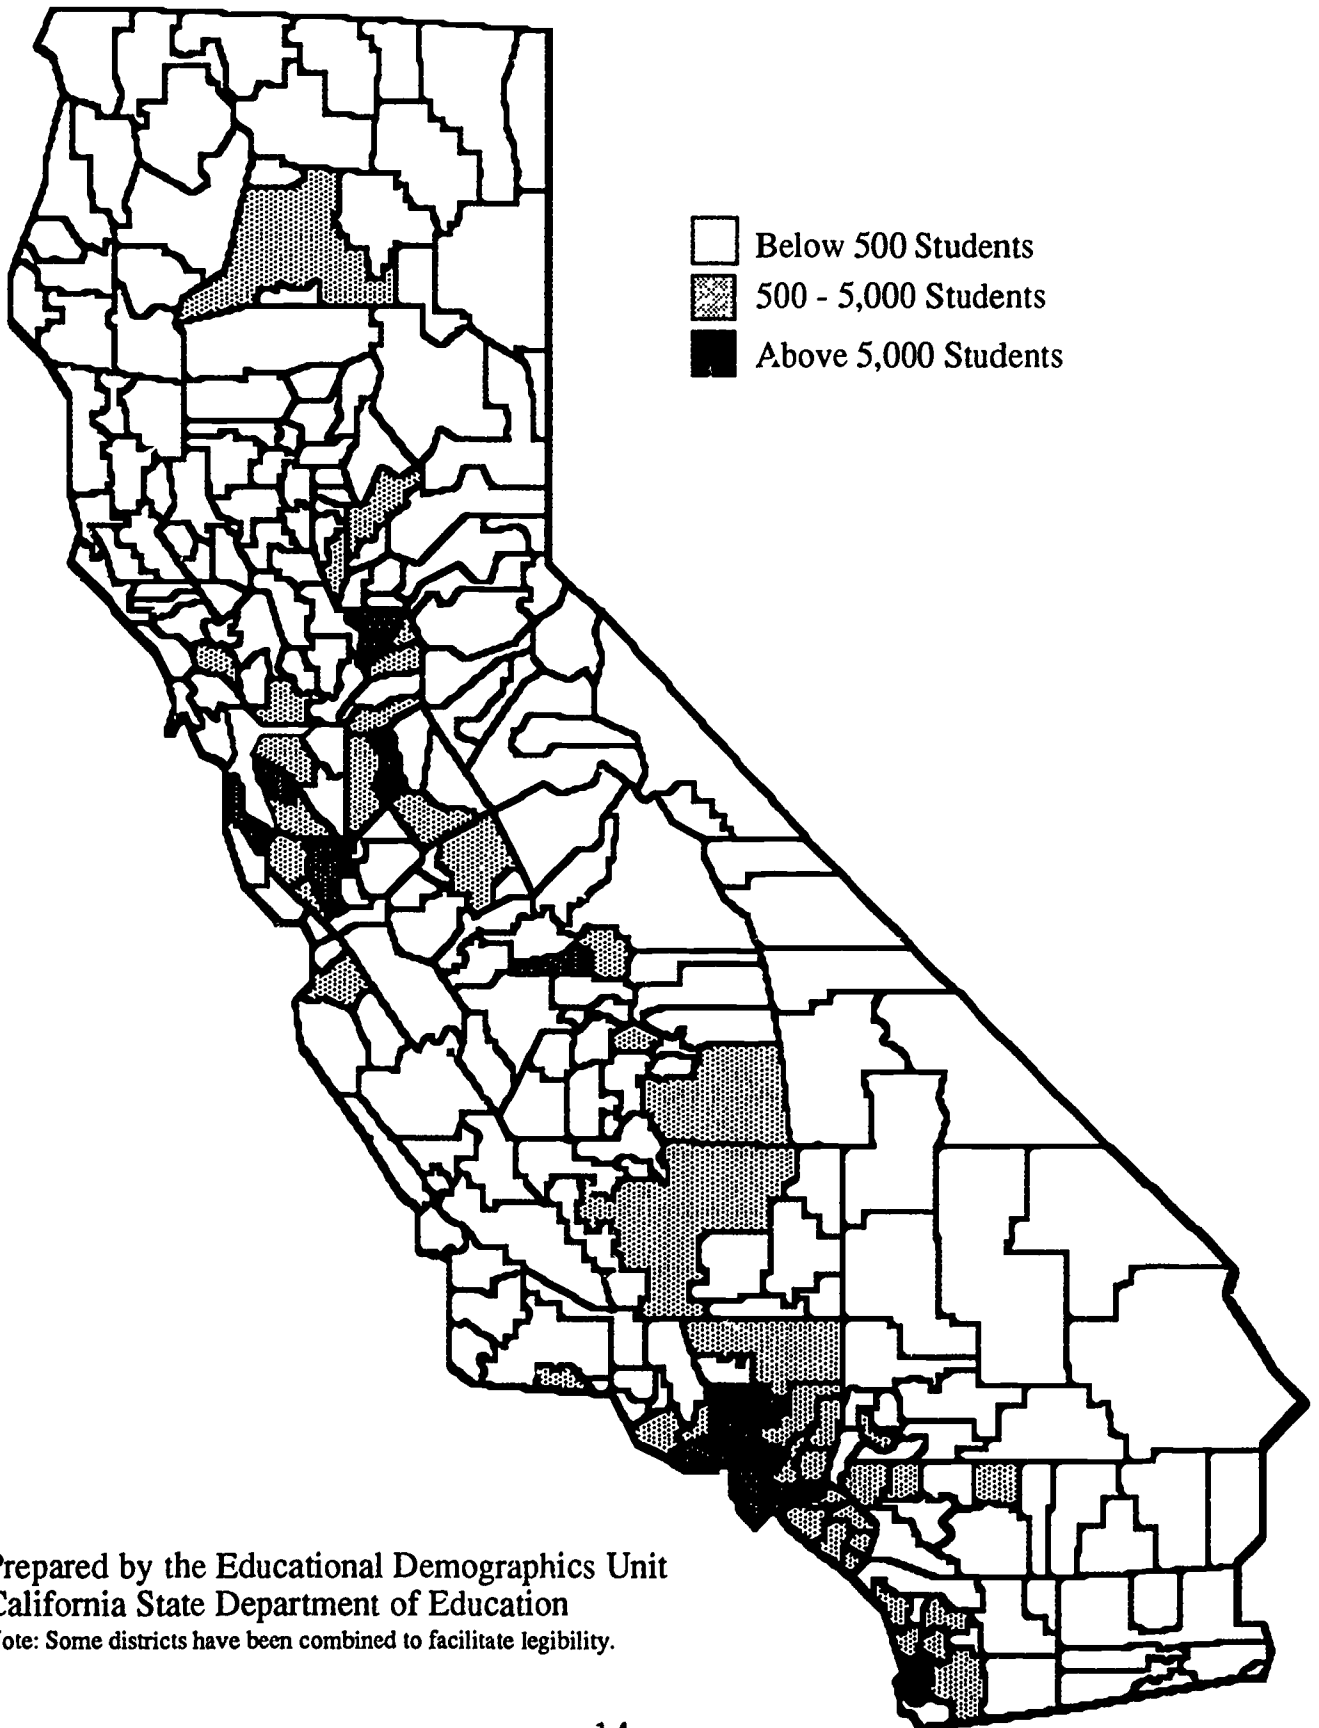 Below 500 Students
500 - 5,000 Students
Above 5,000 Students
Prepared by the Educational Demographics Unit
California State Department of Education
Note: Some districts have been combined to facilitate legibility.
14